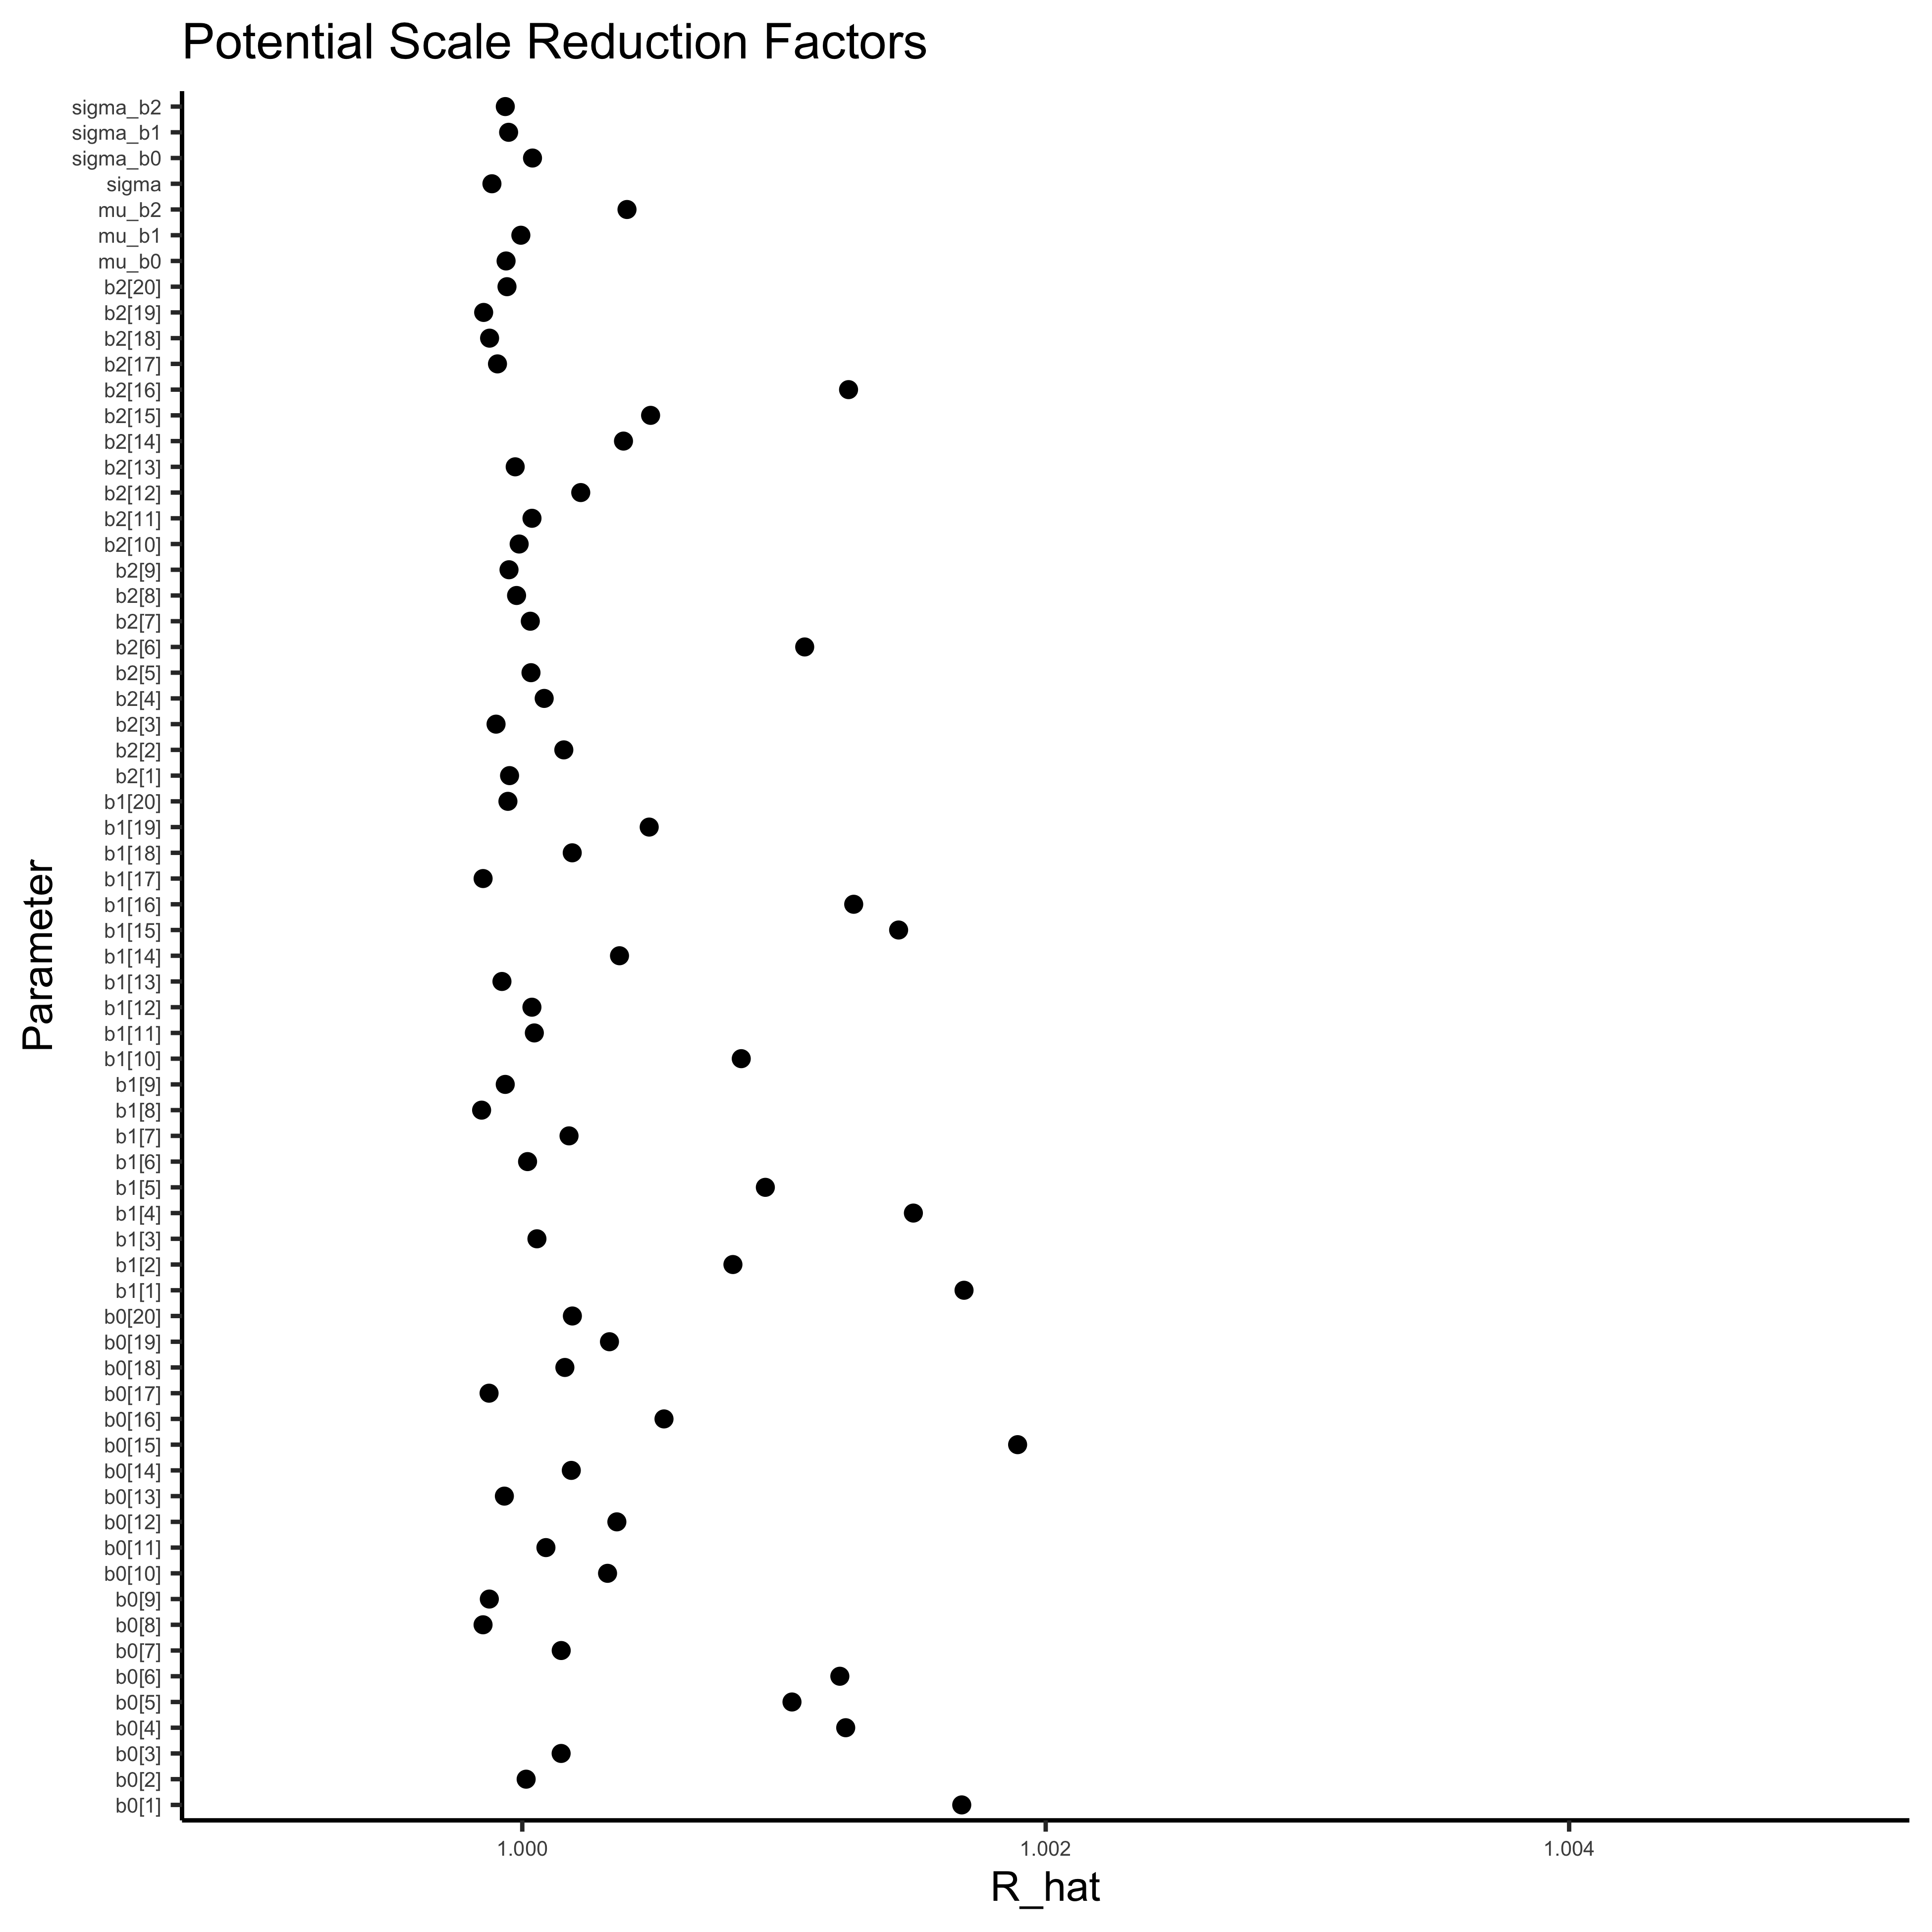 Potential Scale Reduction Factors
sigma_b2
sigma_b1
sigma_b0
sigma
mu_b2
mu_b1
mu_b0
b2[20]
b2[19]
b2[18]
b2[17]
b2[16]
b2[15]
b2[14]
b2[13]
b2[12]
b2[11]
b2[10]
b2[9]
b2[8]
b2[7]
b2[6]
b2[5]
b2[4]
b2[3]
b2[2]
b2[1]
b1[20]
b1[19]
b1[18]
b1[17]
b1[16]
b1[15]
b1[14]
b1[13]
b1[12]
b1[11]
b1[10]
b1[9]
b1[8]
b1[7]
b1[6]
b1[5]
b1[4]
b1[3]
b1[2]
b1[1]
b0[20]
b0[19]
b0[18]
b0[17]
b0[16]
b0[15]
b0[14]
b0[13]
b0[12]
b0[11]
b0[10]
b0[9]
b0[8]
b0[7]
b0[6]
b0[5]
b0[4]
b0[3]
b0[2]
b0[1]
Parameter
1.000 1.002 1.004
R_hat